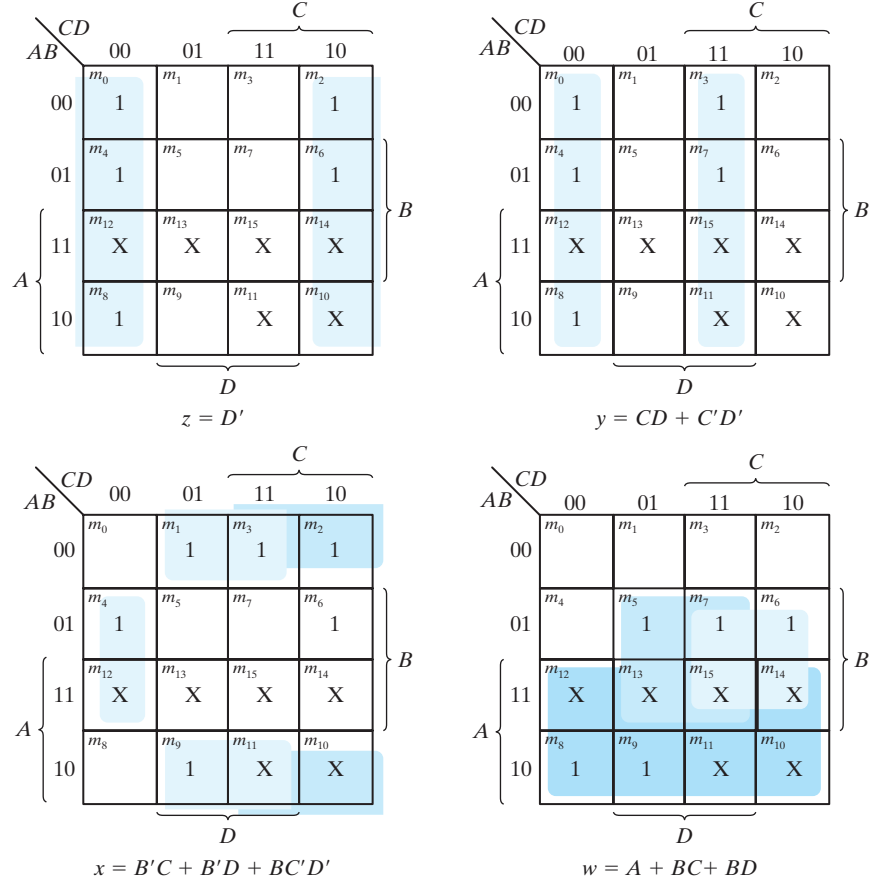 C
CD
AB 00 01 11 10
m₀ m₁ m₃ m₂
00 1 1
m₄ m₅ m₇ m₆
01 1 1
B
m₁₂ m₁₃ m₁₅ m₁₄
11 X X X X
A
m₈ m₉ m₁₁ m₁₀
10 1 X X
D
z = D′
C
CD
AB 00 01 11 10
m₀ m₁ m₃ m₂
00 1 1
m₄ m₅ m₇ m₆
01 1 1
B
m₁₂ m₁₃ m₁₅ m₁₄
11 X X X X
A
m₈ m₉ m₁₁ m₁₀
10 1 X X
D
y = CD + C′D′
C
CD
AB 00 01 11 10
m₀ m₁ m₃ m₂
00 1 1 1
m₄ m₅ m₇ m₆
01 1 1
B
m₁₂ m₁₃ m₁₅ m₁₄
11 X X X X
A
m₈ m₉ m₁₁ m₁₀
10 1 X X
D
x = B′C + B′D + BC′D′
C
CD
AB 00 01 11 10
m₀ m₁ m₃ m₂
00
m₄ m₅ m₇ m₆
01 1 1 1
B
m₁₂ m₁₃ m₁₅ m₁₄
11 X X X X
A
m₈ m₉ m₁₁ m₁₀
10 1 1 X X
D
w = A + BC+ BD